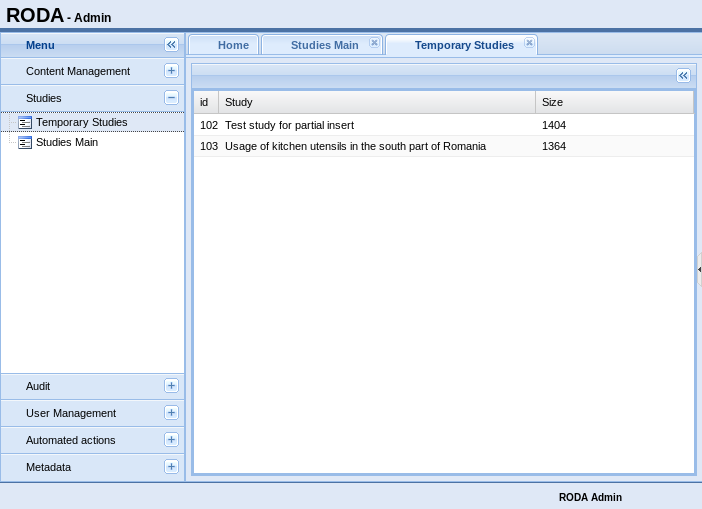 RODA - Admin
Menu
Content Management
Studies
Temporary Studies
Studies Main
Audit
User Management
Automated actions
Metadata
Home Studies Main Temporary Studies
id Study Size
102 Test study for partial insert 1404
103 Usage of kitchen utensils in the south part of Romania 1364
RODA Admin